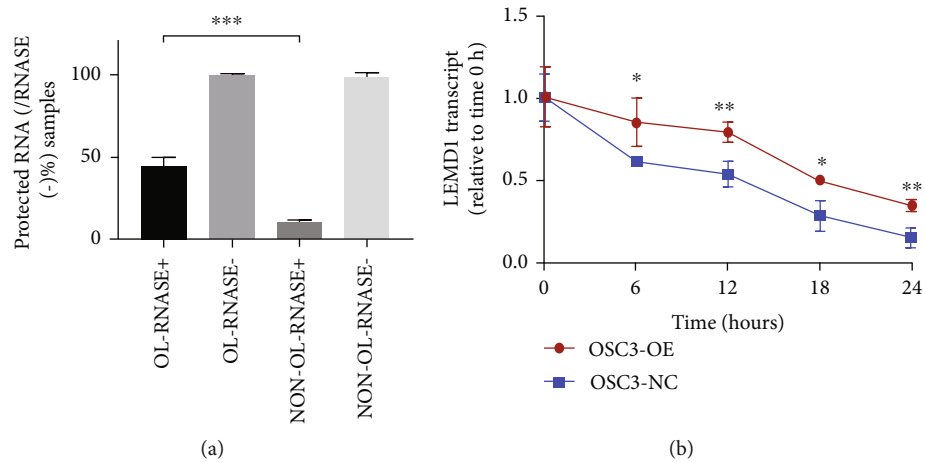 Protected RNA (/RNASE
(-)%) samples
***
100
50
0
OL-RNASE+
OL-RNASE-
NON-OL-RNASE+
NON-OL-RNASE-
(a)
LEMD1 transcript
(relative to time 0 h)
1.5
1.0
0.5
0.0
*
**
*
**
0 6 12 18 24
Time (hours)
OSC3-OE
OSC3-NC
(b)